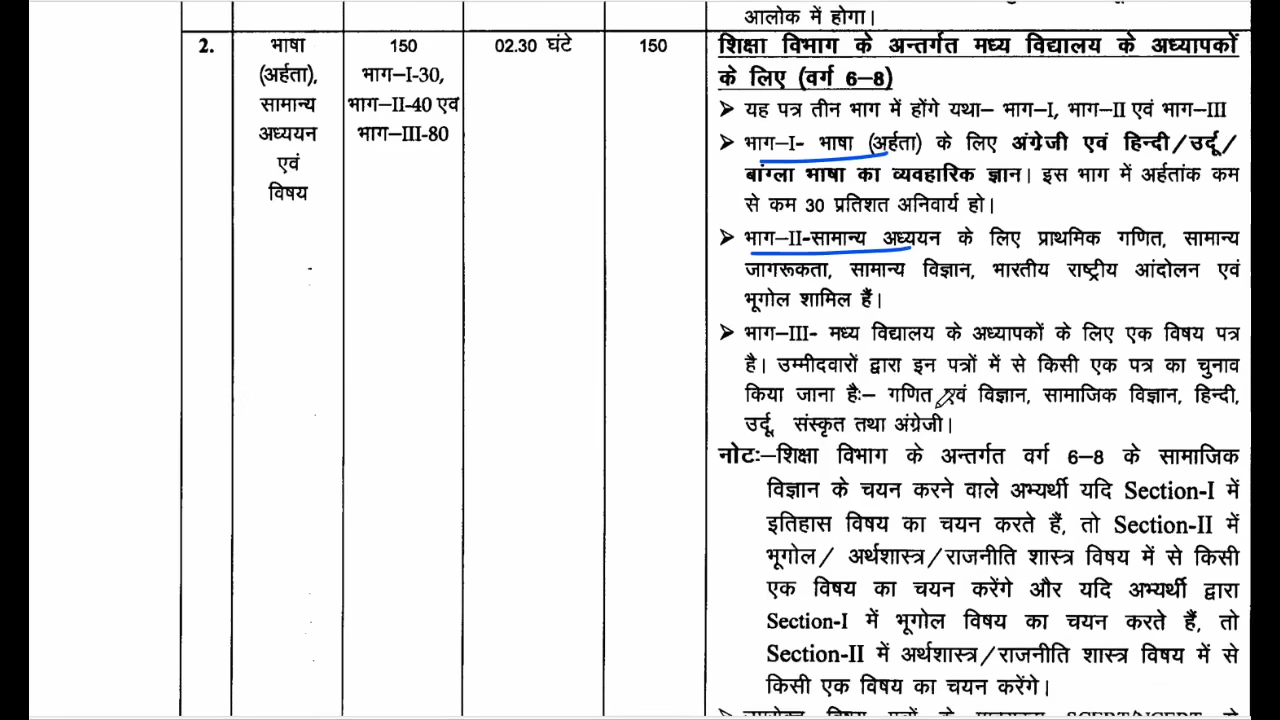 आलोक में होगा।
2.
भाषा
(अर्हता),
सामान्य
अध्ययन
एवं
विषय
150
भाग–I-30,
भाग–II-40 एवं
भाग–III-80
02.30 घंटे
150
शिक्षा विभाग के अन्तर्गत मध्य विद्यालय के अध्यापकों
के लिए (वर्ग 6–8)
➢ यह पत्र तीन भाग में होंगे यथा– भाग–I, भाग–II एवं भाग–III
➢ भाग–I- भाषा (अर्हता) के लिए अंग्रेजी एवं हिन्दी/उर्दू/
बांग्ला भाषा का व्यवहारिक ज्ञान। इस भाग में अर्हतांक कम
से कम 30 प्रतिशत अनिवार्य हो।
➢ भाग–II-सामान्य अध्ययन के लिए प्राथमिक गणित, सामान्य
जागरूकता, सामान्य विज्ञान, भारतीय राष्ट्रीय आंदोलन एवं
भूगोल शामिल हैं।
➢ भाग–III- मध्य विद्यालय के अध्यापकों के लिए एक विषय पत्र
है। उम्मीदवारों द्वारा इन पत्रों में से किसी एक पत्र का चुनाव
किया जाना हैः– गणित एवं विज्ञान, सामाजिक विज्ञान, हिन्दी,
उर्दू, संस्कृत तथा अंग्रेजी।
नोटः–शिक्षा विभाग के अन्तर्गत वर्ग 6–8 के सामाजिक
विज्ञान के चयन करने वाले अभ्यर्थी यदि Section-I में
इतिहास विषय का चयन करते हैं, तो Section-II में
भूगोल/ अर्थशास्त्र/राजनीति शास्त्र विषय में से किसी
एक विषय का चयन करेंगे और यदि अभ्यर्थी द्वारा
Section-I में भूगोल विषय का चयन करते हैं, तो
Section-II में अर्थशास्त्र/राजनीति शास्त्र विषय में से
किसी एक विषय का चयन करेंगे।